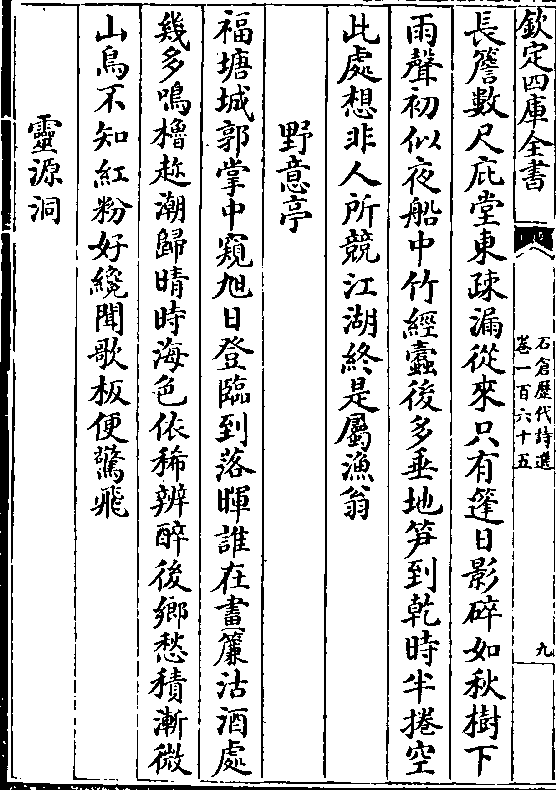 欽定四庫全書
石倉歷代詩選
卷一百六十五
九
長簷數尺庇堂東疎漏從來只有篷日影碎如秋樹下
雨聲初似夜船中竹經蠹後多垂地笋到乾時半捲空
此處想非人所競江湖終是屬漁翁
野意亭
福塘城郭掌中窺旭日登臨到落暉誰在畫簾沽酒處
幾多鳴櫓趂潮歸晴時海色依稀辨醉後鄉愁積漸微
山鳥不知紅粉好纔聞歌板便驚飛
靈源洞